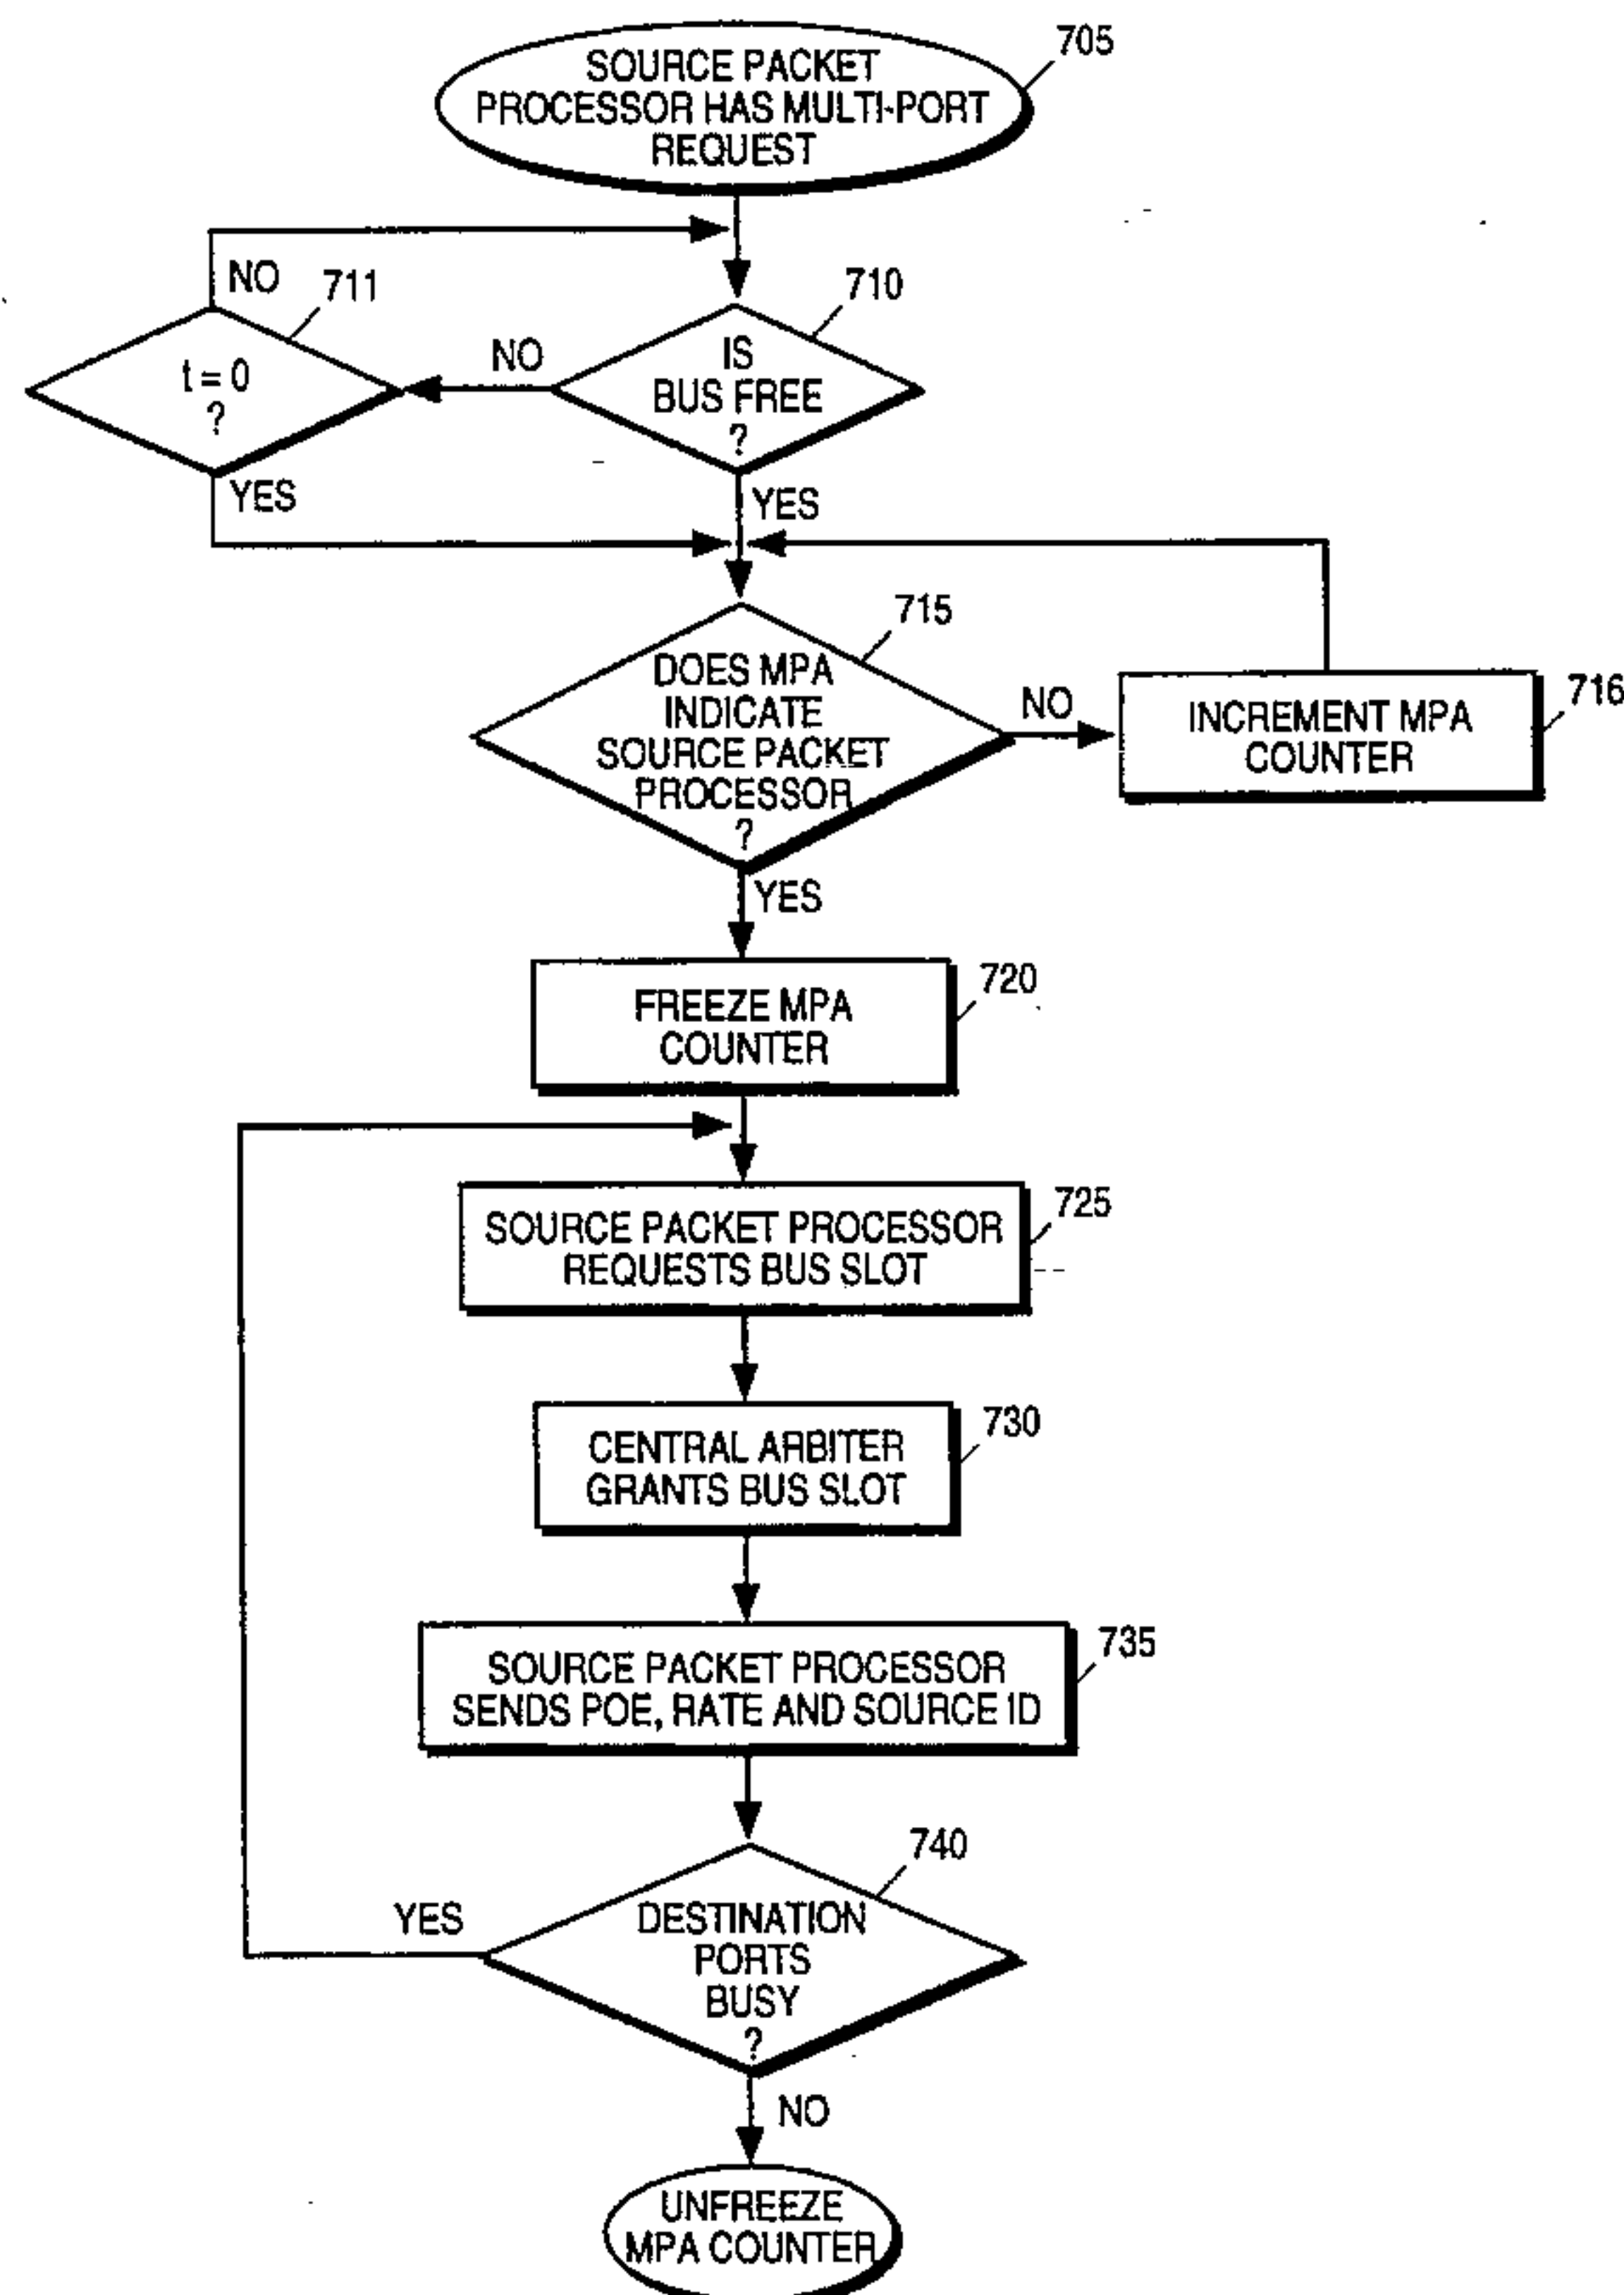 SOURCE PACKET
PROCESSOR HAS MULTI-PORT
REQUEST
705
NO
711
t = 0
?
YES
NO
710
IS
BUS FREE
?
YES
715
DOES MPA
INDICATE
SOURCE PACKET
PROCESSOR
?
NO
716
INCREMENT MPA
COUNTER
YES
720
FREEZE MPA
COUNTER
725
SOURCE PACKET PROCESSOR
REQUESTS BUS SLOT
730
CENTRAL ARBITER
GRANTS BUS SLOT
735
SOURCE PACKET PROCESSOR
SENDS POE, RATE AND SOURCE ID
740
YES
DESTINATION
PORTS
BUSY
?
NO
UNFREEZE
MPA COUNTER